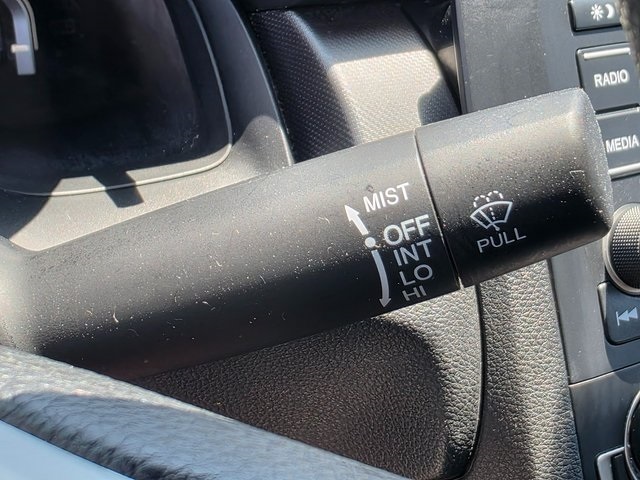 MIST
OFF
INT
LO
HI
PULL
RADIO
MEDIA